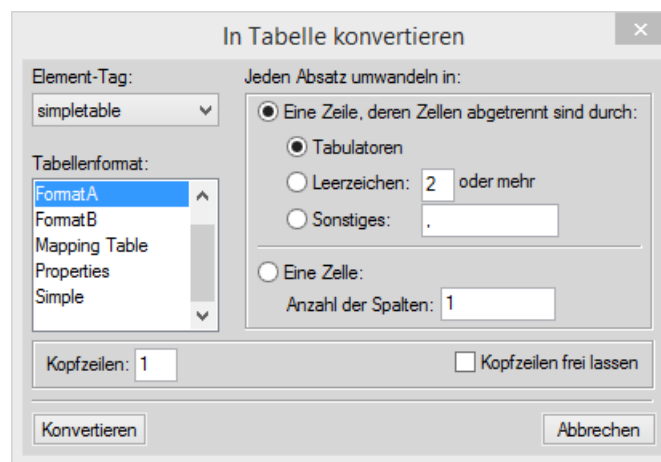 In Tabelle konvertieren
Element-Tag:
simpletable
Tabellenformat:
FormatA
FormatB
Mapping Table
Properties
Simple
Jeden Absatz umwandeln in:
Eine Zeile, deren Zellen abgetrennt sind durch:
Tabulatoren
Leerzeichen: 2 oder mehr
Sonstiges: ,
Eine Zelle:
Anzahl der Spalten: 1
Kopfzeilen: 1
Kopfzeilen frei lassen
Konvertieren
Abbrechen